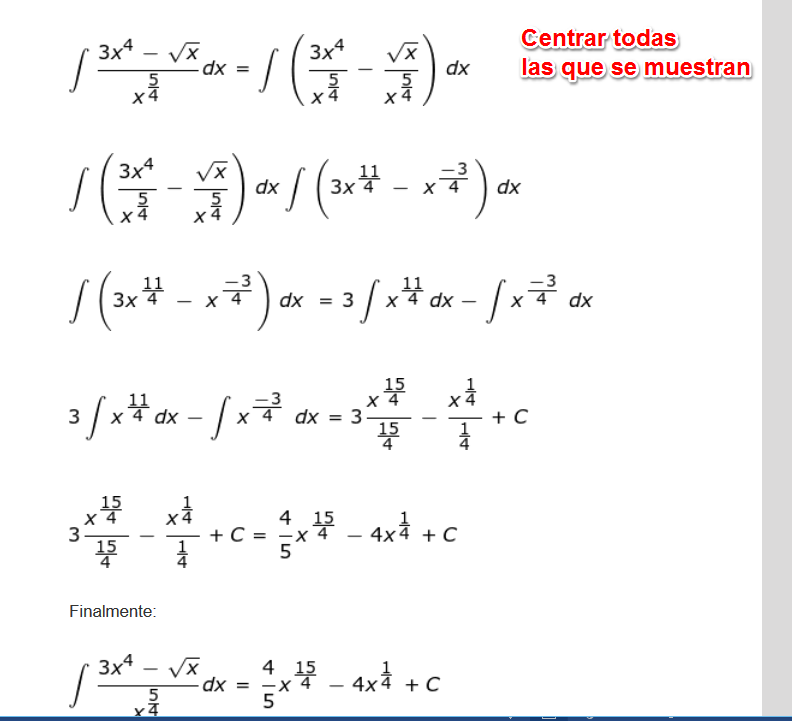 Centrar todas
las que se muestran
∫ (3x⁴ − √x)/x^(5/4) dx = ∫ (3x⁴/x^(5/4) − √x/x^(5/4)) dx
∫ (3x⁴/x^(5/4) − √x/x^(5/4)) dx ∫ (3x^(11/4) − x^(−3/4)) dx
∫ (3x^(11/4) − x^(−3/4)) dx = 3 ∫ x^(11/4) dx − ∫ x^(−3/4) dx
3 ∫ x^(11/4) dx − ∫ x^(−3/4) dx = 3 x^(15/4)/(15/4) − x^(1/4)/(1/4) + C
3 x^(15/4)/(15/4) − x^(1/4)/(1/4) + C = 4/5 x^(15/4) − 4x^(1/4) + C
Finalmente:
∫ (3x⁴ − √x)/x^(5/4) dx = 4/5 x^(15/4) − 4x^(1/4) + C